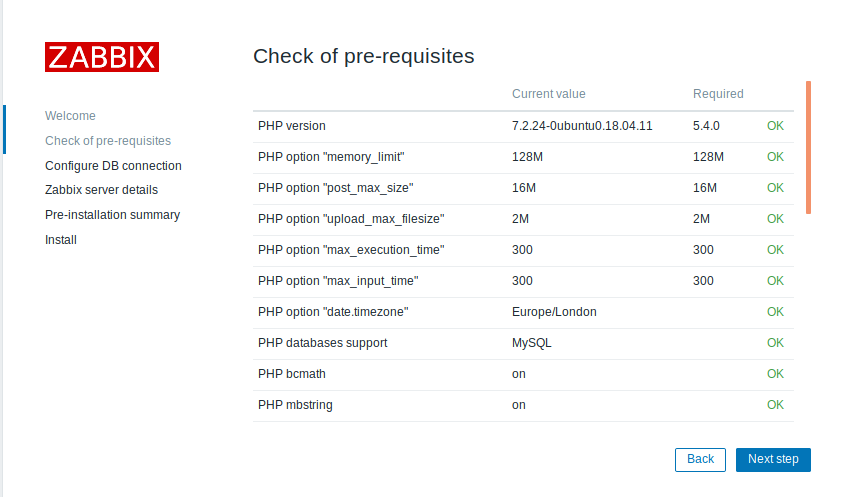 ZABBIX
Welcome
Check of pre-requisites
Configure DB connection
Zabbix server details
Pre-installation summary
Install
Check of pre-requisites
Current value Required
PHP version 7.2.24-0ubuntu0.18.04.11 5.4.0 OK
PHP option "memory_limit" 128M 128M OK
PHP option "post_max_size" 16M 16M OK
PHP option "upload_max_filesize" 2M 2M OK
PHP option "max_execution_time" 300 300 OK
PHP option "max_input_time" 300 300 OK
PHP option "date.timezone" Europe/London OK
PHP databases support MySQL OK
PHP bcmath on OK
PHP mbstring on OK
Back Next step